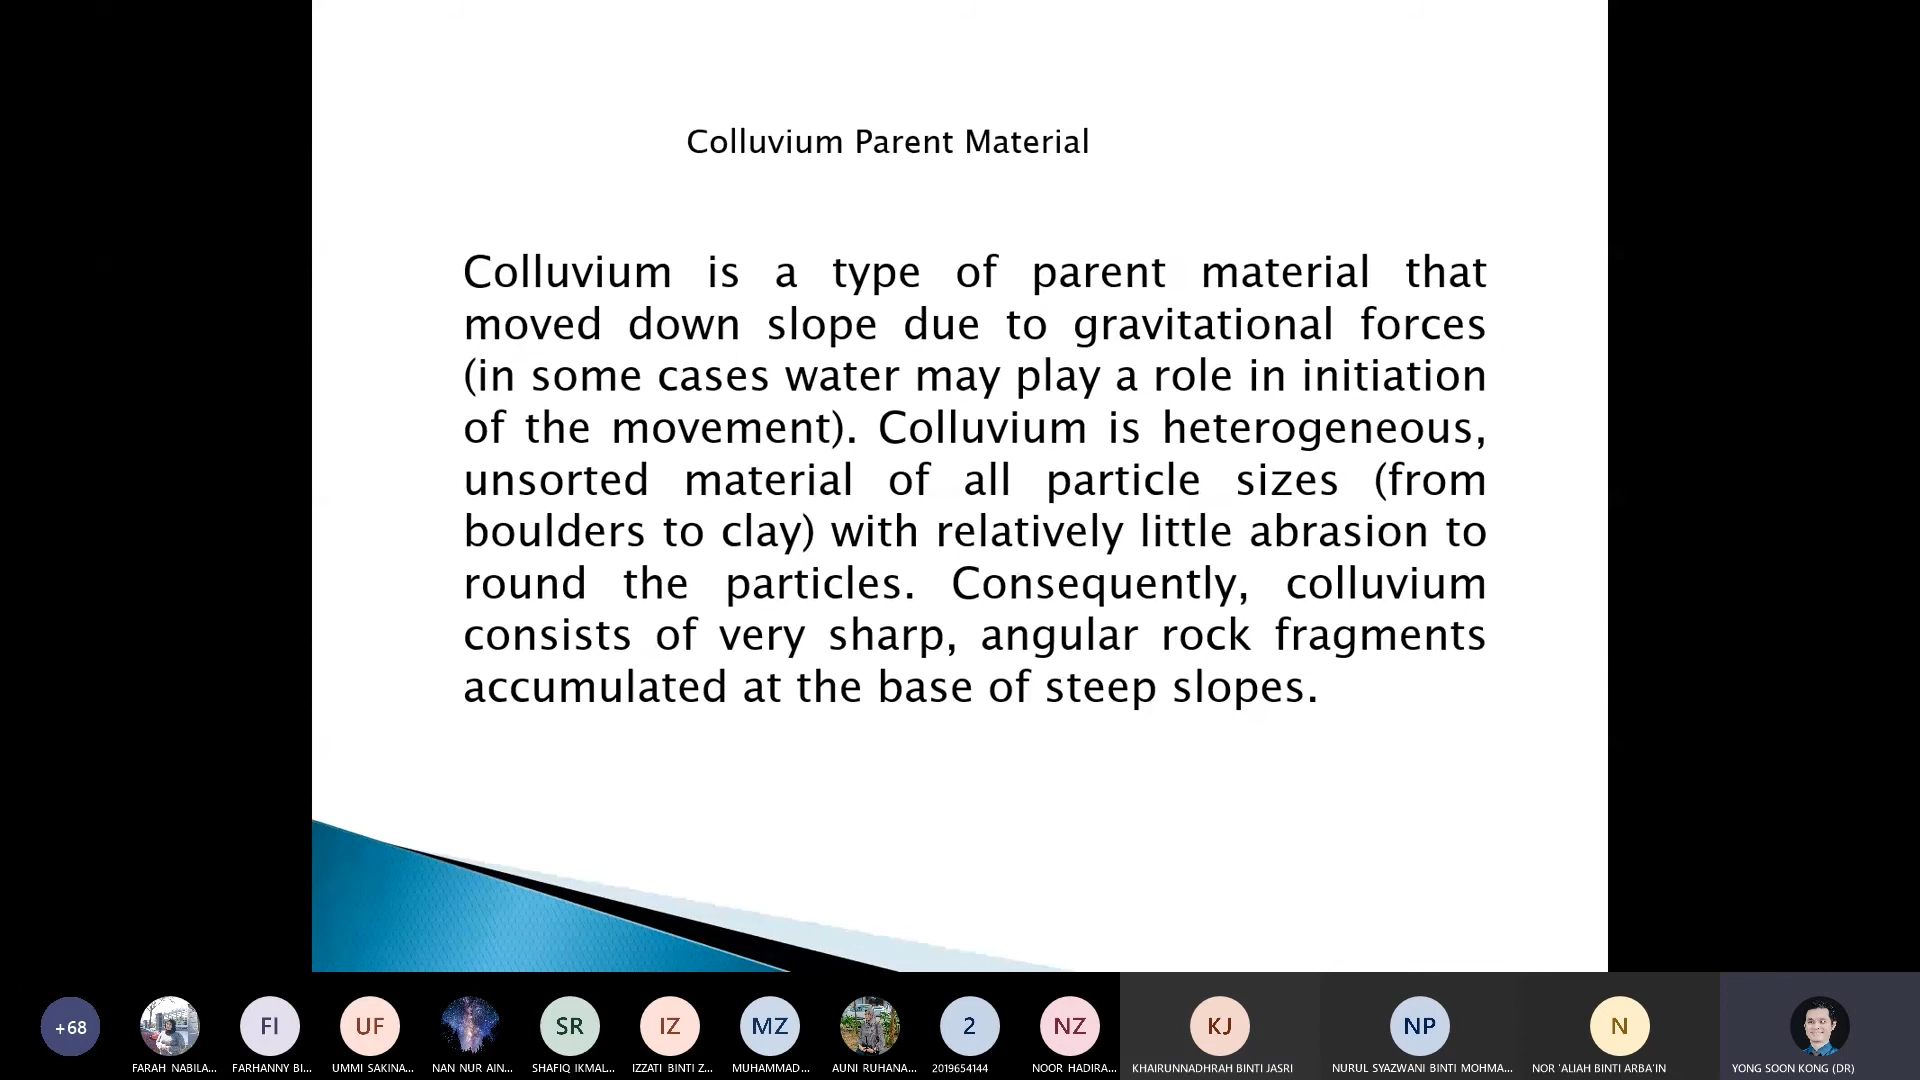 Colluvium Parent Material
Colluvium is a type of parent material that
moved down slope due to gravitational forces
(in some cases water may play a role in initiation
of the movement). Colluvium is heterogeneous,
unsorted material of all particle sizes (from
boulders to clay) with relatively little abrasion to
round the particles. Consequently, colluvium
consists of very sharp, angular rock fragments
accumulated at the base of steep slopes.
+68 FI UF SR IZ MZ 2 NZ KJ NP N
FARAH NABILA... FARHANNY BI... UMMI SAKINA... NAN NUR AIN... SHAFIQ IKMAL... IZZATI BINTI Z... MUHAMMAD... AUNI RUHANA... 2019654144 NOOR HADIRA... KHAIRUNNADHRAH BINTI JASRI NURUL SYAZWANI BINTI MOHMA... NOR 'ALIAH BINTI ARBA'IN YONG SOON KONG (DR)